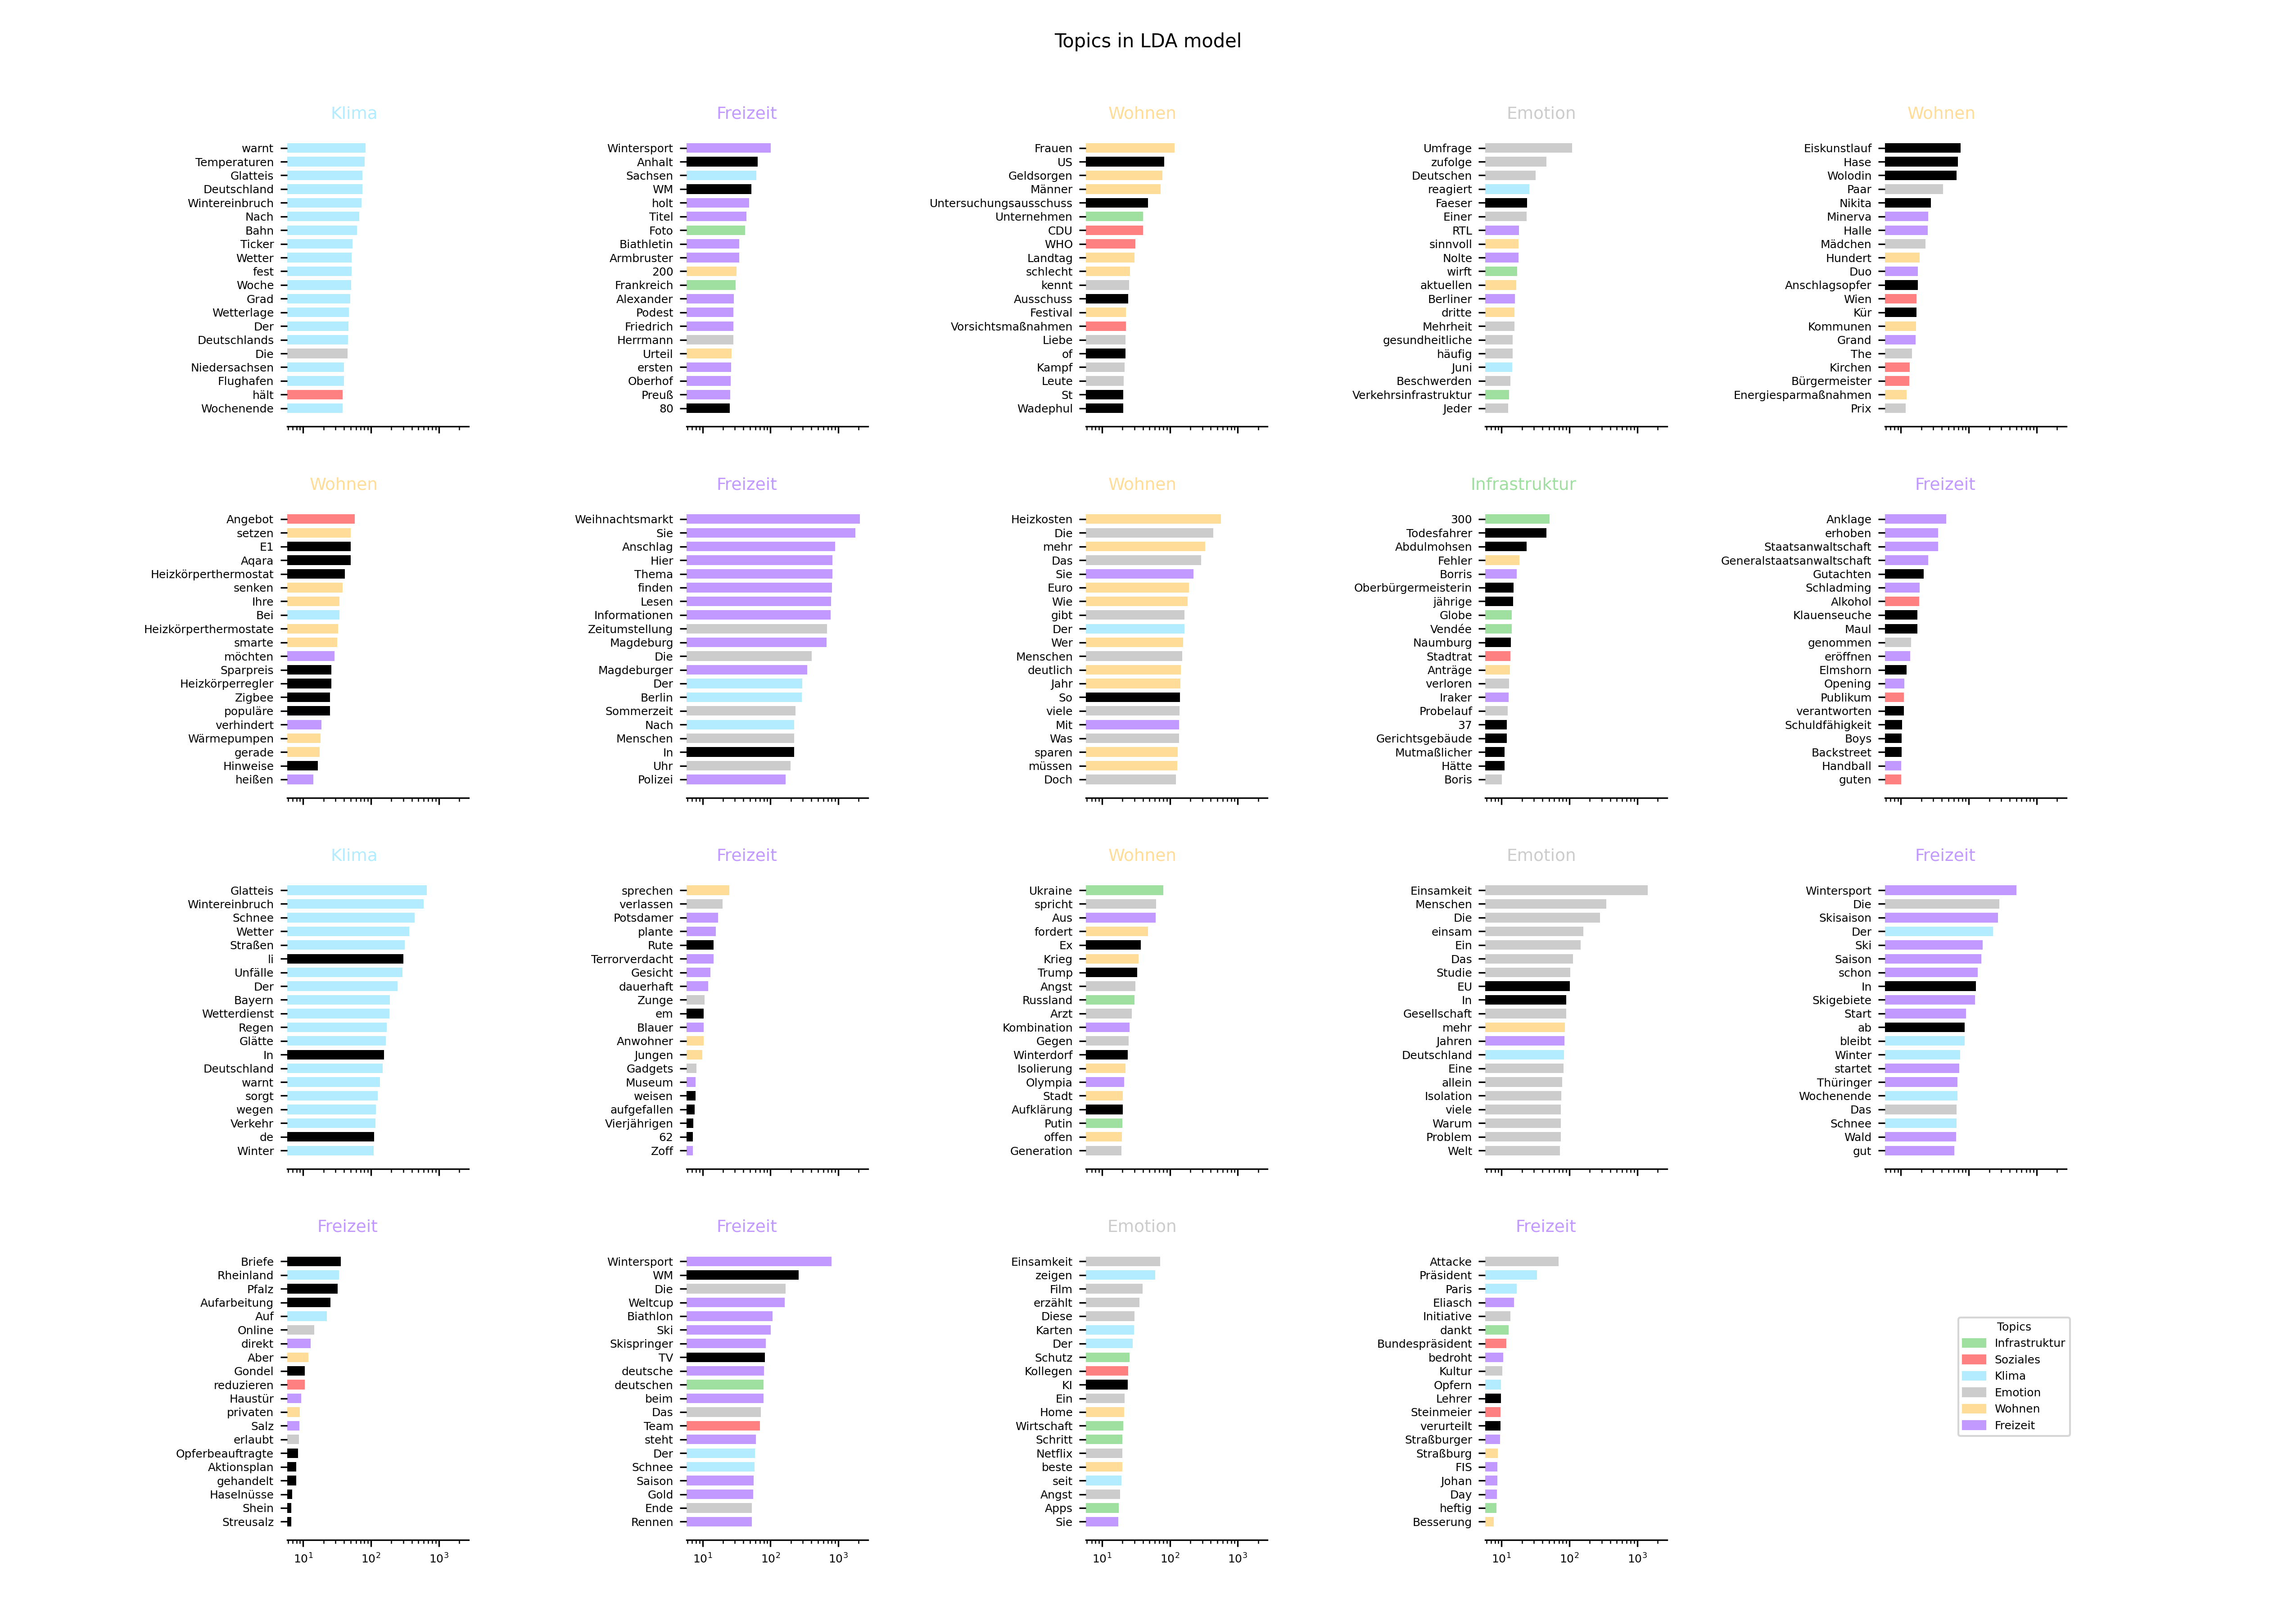 Topics in LDA model
Klima
warnt
Temperaturen
Glatteis
Deutschland
Wintereinbruch
Nach
Bahn
Ticker
Wetter
fest
Woche
Grad
Wetterlage
Der
Deutschlands
Die
Niedersachsen
Flughafen
hält
Wochenende
Freizeit
Wintersport
Anhalt
Sachsen
WM
holt
Titel
Foto
Biathletin
Armbruster
200
Frankreich
Alexander
Podest
Friedrich
Herrmann
Urteil
ersten
Oberhof
Preuß
80
Wohnen
Frauen
US
Geldsorgen
Männer
Untersuchungsausschuss
Unternehmen
CDU
WHO
Landtag
schlecht
kennt
Ausschuss
Festival
Vorsichtsmaßnahmen
Liebe
of
Kampf
Leute
St
Wadephul
Emotion
Umfrage
zufolge
Deutschen
reagiert
Faeser
Einer
RTL
sinnvoll
Nolte
wirft
aktuellen
Berliner
dritte
Mehrheit
gesundheitliche
häufig
Juni
Beschwerden
Verkehrsinfrastruktur
Jeder
Wohnen
Eiskunstlauf
Hase
Wolodin
Paar
Nikita
Minerva
Halle
Mädchen
Hundert
Duo
Anschlagsopfer
Wien
Kür
Kommunen
Grand
The
Kirchen
Bürgermeister
Energiesparmaßnahmen
Prix
Wohnen
Angebot
setzen
E1
Aqara
Heizkörperthermostat
senken
Ihre
Bei
Heizkörperthermostate
smarte
möchten
Sparpreis
Heizkörperregler
Zigbee
populäre
verhindert
Wärmepumpen
gerade
Hinweise
heißen
Freizeit
Weihnachtsmarkt
Sie
Anschlag
Hier
Thema
finden
Lesen
Informationen
Zeitumstellung
Magdeburg
Die
Magdeburger
Der
Berlin
Sommerzeit
Nach
Menschen
In
Uhr
Polizei
Wohnen
Heizkosten
Die
mehr
Das
Sie
Euro
Wie
gibt
Der
Wer
Menschen
deutlich
Jahr
So
viele
Mit
Was
sparen
müssen
Doch
Infrastruktur
300
Todesfahrer
Abdulmohsen
Fehler
Borris
Oberbürgermeisterin
jährige
Globe
Vendée
Naumburg
Stadtrat
Anträge
verloren
Iraker
Probelauf
37
Gerichtsgebäude
Mutmaßlicher
Hätte
Boris
Freizeit
Anklage
erhoben
Staatsanwaltschaft
Generalstaatsanwaltschaft
Gutachten
Schladming
Alkohol
Klauenseuche
Maul
genommen
eröffnen
Elmshorn
Opening
Publikum
verantworten
Schuldfähigkeit
Boys
Backstreet
Handball
guten
Klima
Glatteis
Wintereinbruch
Schnee
Wetter
Straßen
li
Unfälle
Der
Bayern
Wetterdienst
Regen
Glätte
In
Deutschland
warnt
sorgt
wegen
Verkehr
de
Winter
Freizeit
sprechen
verlassen
Potsdamer
plante
Rute
Terrorverdacht
Gesicht
dauerhaft
Zunge
em
Blauer
Anwohner
Jungen
Gadgets
Museum
weisen
aufgefallen
Vierjährigen
62
Zoff
Wohnen
Ukraine
spricht
Aus
fordert
Ex
Krieg
Trump
Angst
Russland
Arzt
Kombination
Gegen
Winterdorf
Isolierung
Olympia
Stadt
Aufklärung
Putin
offen
Generation
Emotion
Einsamkeit
Menschen
Die
einsam
Ein
Das
Studie
EU
In
Gesellschaft
mehr
Jahren
Deutschland
Eine
allein
Isolation
viele
Warum
Problem
Welt
Freizeit
Wintersport
Die
Skisaison
Der
Ski
Saison
schon
In
Skigebiete
Start
ab
bleibt
Winter
startet
Thüringer
Wochenende
Das
Schnee
Wald
gut
Freizeit
Briefe
Rheinland
Pfalz
Aufarbeitung
Auf
Online
direkt
Aber
Gondel
reduzieren
Haustür
privaten
Salz
erlaubt
Opferbeauftragte
Aktionsplan
gehandelt
Haselnüsse
Shein
Streusalz
10¹ 10² 10³
Freizeit
Wintersport
WM
Die
Weltcup
Biathlon
Ski
Skispringer
TV
deutsche
deutschen
beim
Das
Team
steht
Der
Schnee
Saison
Gold
Ende
Rennen
10¹ 10² 10³
Emotion
Einsamkeit
zeigen
Film
erzählt
Diese
Karten
Der
Schutz
Kollegen
KI
Ein
Home
Wirtschaft
Schritt
Netflix
beste
seit
Angst
Apps
Sie
10¹ 10² 10³
Freizeit
Attacke
Präsident
Paris
Eliasch
Initiative
dankt
Bundespräsident
bedroht
Kultur
Opfern
Lehrer
Steinmeier
verurteilt
Straßburger
Straßburg
FIS
Johan
Day
heftig
Besserung
10¹ 10² 10³
Topics
Infrastruktur
Soziales
Klima
Emotion
Wohnen
Freizeit